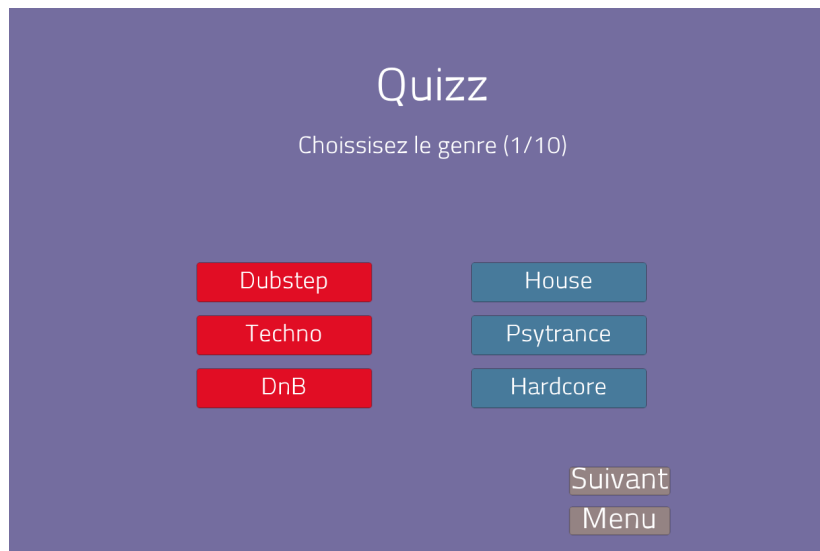 Quizz
Choissisez le genre (1/10)
Dubstep
House
Techno
Psytrance
DnB
Hardcore
Suivant
Menu